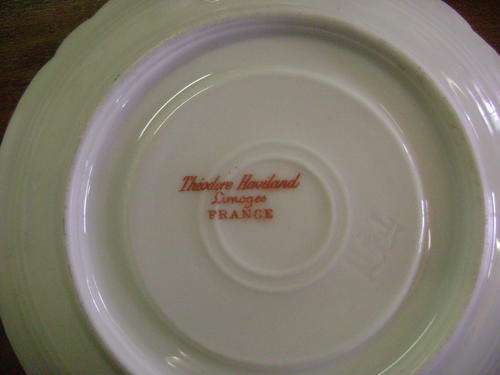 Theodore Haviland
Limoges
FRANCE